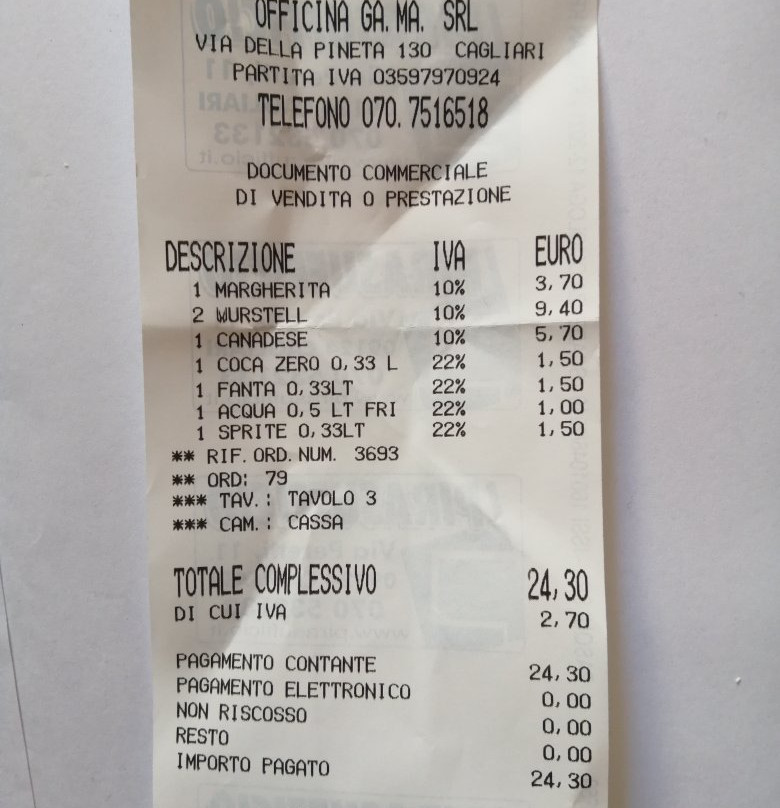 OFFICINA GA.MA. SRL
VIA DELLA PINETA 130 CAGLIARI
PARTITA IVA 03597970924
TELEFONO 070.7516518
DOCUMENTO COMMERCIALE
DI VENDITA O PRESTAZIONE
DESCRIZIONE IVA EURO
1 MARGHERITA 10% 3,70
2 WURSTELL 10% 9,40
1 CANADESE 10% 5,70
1 COCA ZERO 0,33 L 22% 1,50
1 FANTA 0,33LT 22% 1,50
1 ACQUA 0,5 LT FRI 22% 1,00
1 SPRITE 0,33LT 22% 1,50
** RIF.ORD.NUM. 3693
** ORD: 79
*** TAV.: TAVOLO 3
*** CAM.: CASSA
TOTALE COMPLESSIVO 24,30
DI CUI IVA 2,70
PAGAMENTO CONTANTE 24,30
PAGAMENTO ELETTRONICO 0,00
NON RISCOSSO 0,00
RESTO 0,00
IMPORTO PAGATO 24,30